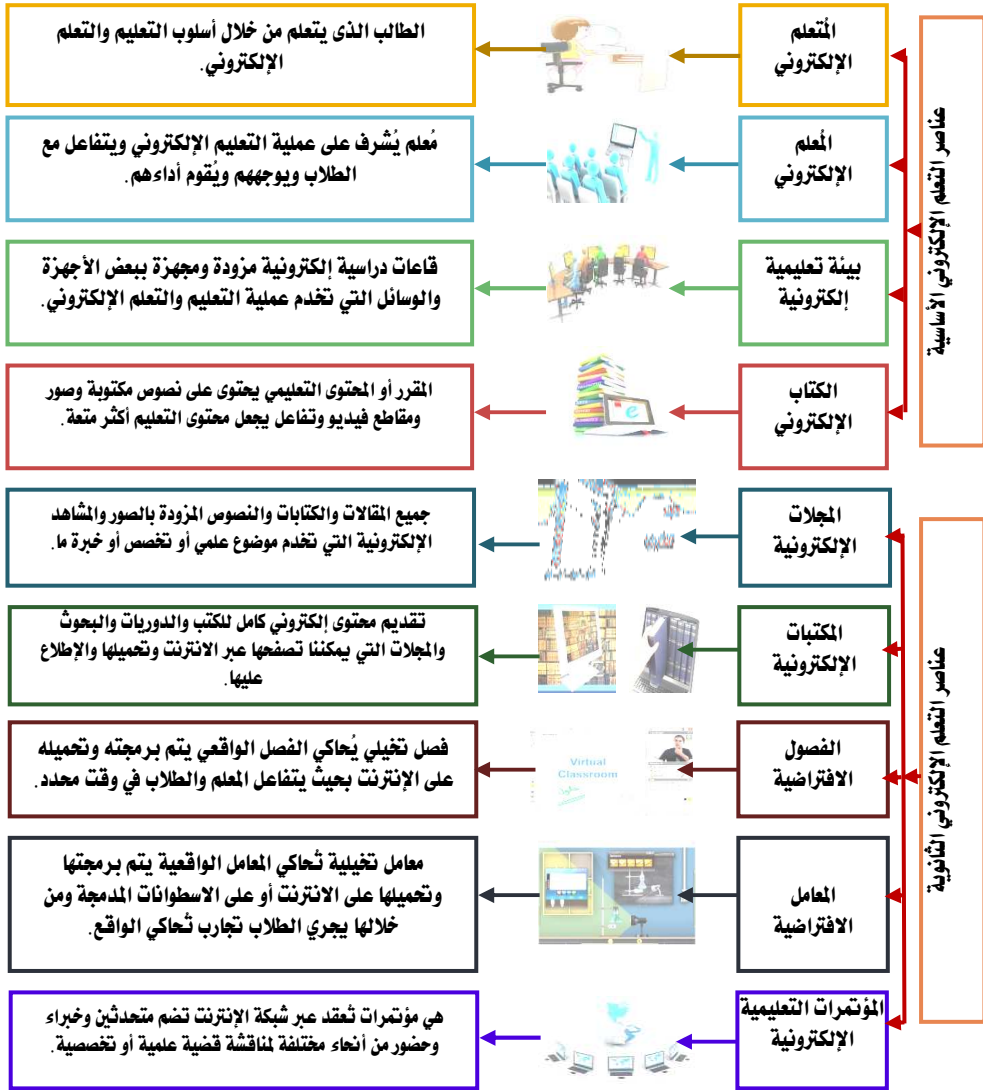 عناصر التعلم الإلكتروني الأساسية
المُتعلم
الإلكتروني
الطالب الذى يتعلم من خلال أسلوب التعليم والتعلم
الإلكتروني.
المُعلم
الإلكتروني
مُعلم يُشرف على عملية التعليم الإلكتروني ويتفاعل مع
الطلاب ويوجههم ويُقوم أداءهم.
بيئة تعليمية
إلكترونية
قاعات دراسية إلكترونية مزودة ومجهزة ببعض الأجهزة
والوسائل التي تخدم عملية التعليم والتعلم الإلكتروني.
الكتاب
الإلكتروني
المقرر أو المحتوى التعليمي يحتوى على نصوص مكتوبة وصور
ومقاطع فيديو وتفاعل يجعل محتوى التعليم أكثر متعة.
عناصر التعلم الإلكتروني الثانوية
المجلات
الإلكترونية
جميع المقالات والكتابات والنصوص المزودة بالصور والمشاهد
الإلكترونية التي تخدم موضوع علمي أو تخصص أو خبرة ما.
المكتبات
الإلكترونية
تقديم محتوى إلكتروني كامل للكتب والدوريات والبحوث
والمجلات التي يمكننا تصفحها عبر الانترنت وتحميلها والإطلاع
عليها.
الفصول
الافتراضية
Virtual
Classroom
فصل تخيلي يُحاكي الفصل الواقعي يتم برمجته وتحميله
على الإنترنت بحيث يتفاعل المعلم والطلاب في وقت محدد.
المعامل
الافتراضية
معامل تخيلية تُحاكي المعامل الواقعية يتم برمجتها
وتحميلها على الانترنت أو على الاسطوانات المدمجة ومن
خلالها يجري الطلاب تجارب تُحاكي الواقع.
المؤتمرات التعليمية
الإلكترونية
هي مؤتمرات تُعقد عبر شبكة الإنترنت تضم متحدثين وخبراء
وحضور من أنحاء مختلفة لمناقشة قضية علمية أو تخصصية.